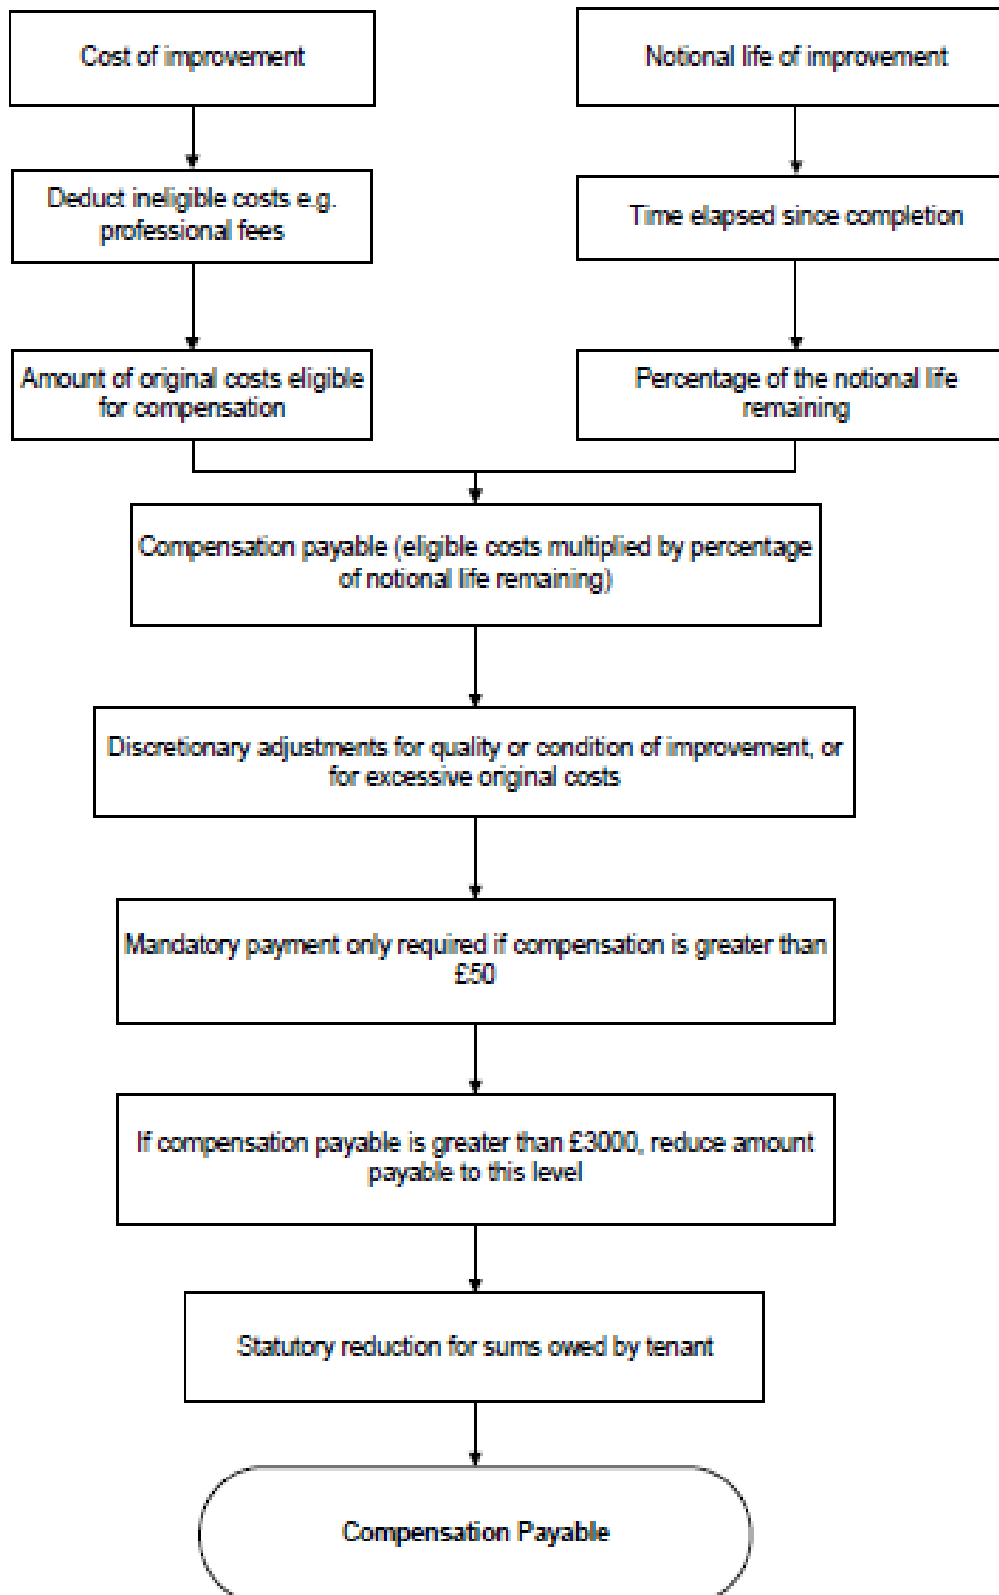 Cost of improvement
Notional life of improvement
Deduct ineligible costs e.g.
professional fees
Time elapsed since completion
Amount of original costs eligible
for compensation
Percentage of the notional life
remaining
Compensation payable (eligible costs multiplied by percentage
of notional life remaining)
Discretionary adjustments for quality or condition of improvement, or
for excessive original costs
Mandatory payment only required if compensation is greater than
£50
If compensation payable is greater than £3000, reduce amount
payable to this level
Statutory reduction for sums owed by tenant
Compensation Payable